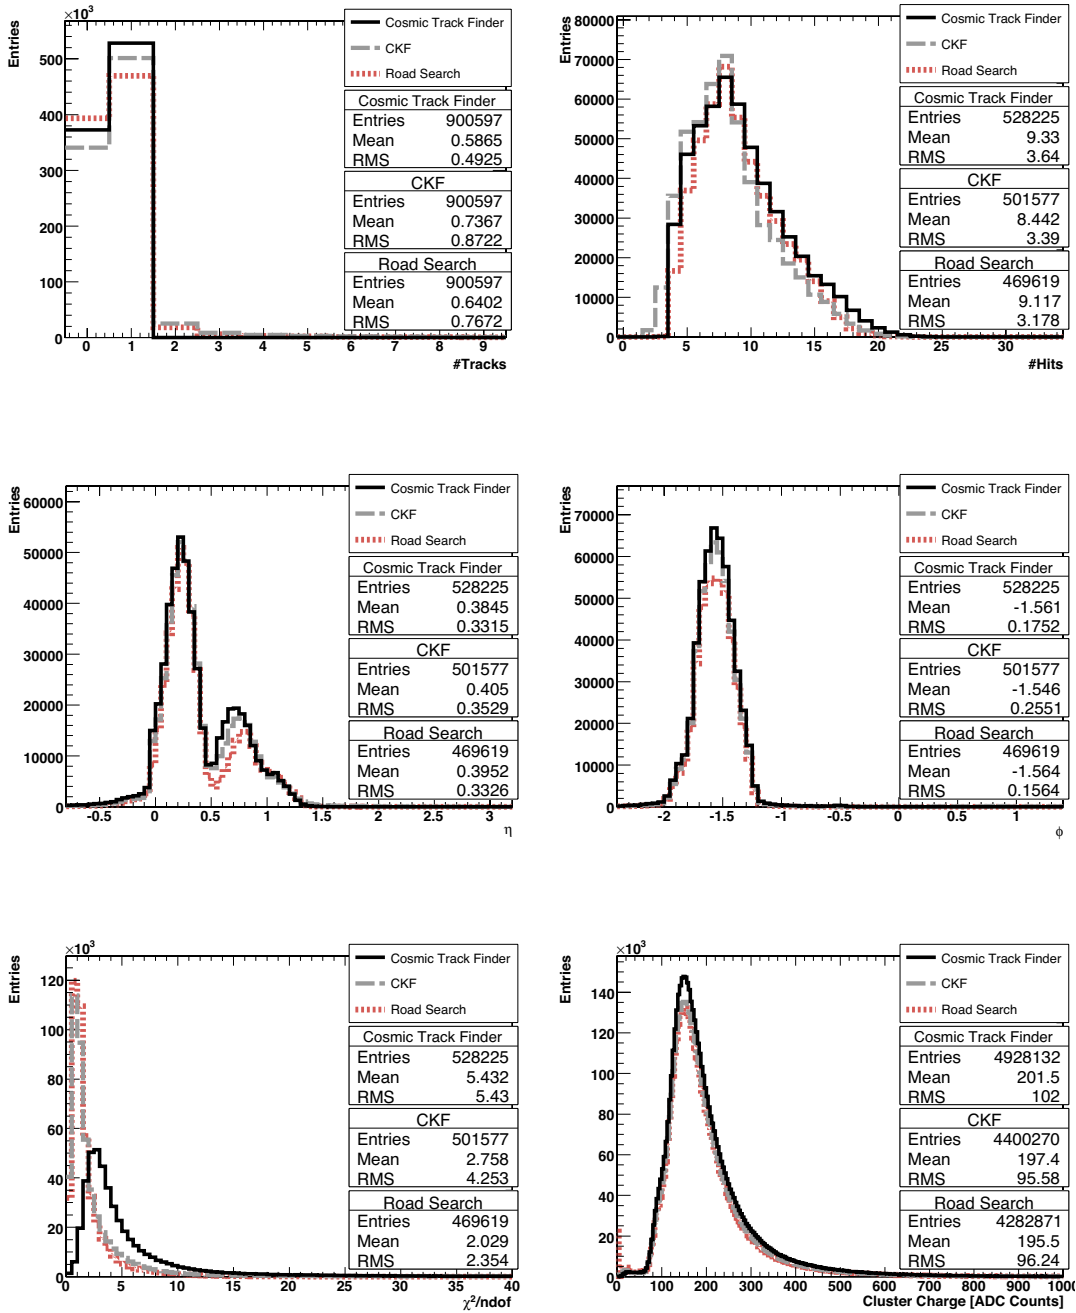 ×10³
Entries
Cosmic Track Finder
CKF
Road Search
500
400
300
200
100
0
Cosmic Track Finder
Entries 900597
Mean 0.5865
RMS 0.4925
CKF
Entries 900597
Mean 0.7367
RMS 0.8722
Road Search
Entries 900597
Mean 0.6402
RMS 0.7672
0 1 2 3 4 5 6 7 8 9
#Tracks
Entries
Cosmic Track Finder
CKF
Road Search
80000
70000
60000
50000
40000
30000
20000
10000
0
Cosmic Track Finder
Entries 528225
Mean 9.33
RMS 3.64
CKF
Entries 501577
Mean 8.442
RMS 3.39
Road Search
Entries 469619
Mean 9.117
RMS 3.178
0 5 10 15 20 25 30
#Hits
Entries
Cosmic Track Finder
CKF
Road Search
60000
50000
40000
30000
20000
10000
0
Cosmic Track Finder
Entries 528225
Mean 0.3845
RMS 0.3315
CKF
Entries 501577
Mean 0.405
RMS 0.3529
Road Search
Entries 469619
Mean 0.3952
RMS 0.3326
-0.5 0 0.5 1 1.5 2 2.5 3
η
Entries
Cosmic Track Finder
CKF
Road Search
70000
60000
50000
40000
30000
20000
10000
0
Cosmic Track Finder
Entries 528225
Mean -1.561
RMS 0.1752
CKF
Entries 501577
Mean -1.546
RMS 0.2551
Road Search
Entries 469619
Mean -1.564
RMS 0.1564
-2 -1.5 -1 -0.5 0 0.5 1
ϕ
×10³
Entries
Cosmic Track Finder
CKF
Road Search
120
100
80
60
40
20
0
Cosmic Track Finder
Entries 528225
Mean 5.432
RMS 5.43
CKF
Entries 501577
Mean 2.758
RMS 4.253
Road Search
Entries 469619
Mean 2.029
RMS 2.354
0 5 10 15 20 25 30 35 40
χ²/ndof
×10³
Entries
Cosmic Track Finder
CKF
Road Search
140
120
100
80
60
40
20
0
Cosmic Track Finder
Entries 4928132
Mean 201.5
RMS 102
CKF
Entries 4400270
Mean 197.4
RMS 95.58
Road Search
Entries 4282871
Mean 195.5
RMS 96.24
0 100 200 300 400 500 600 700 800 900 1000
Cluster Charge [ADC Counts]